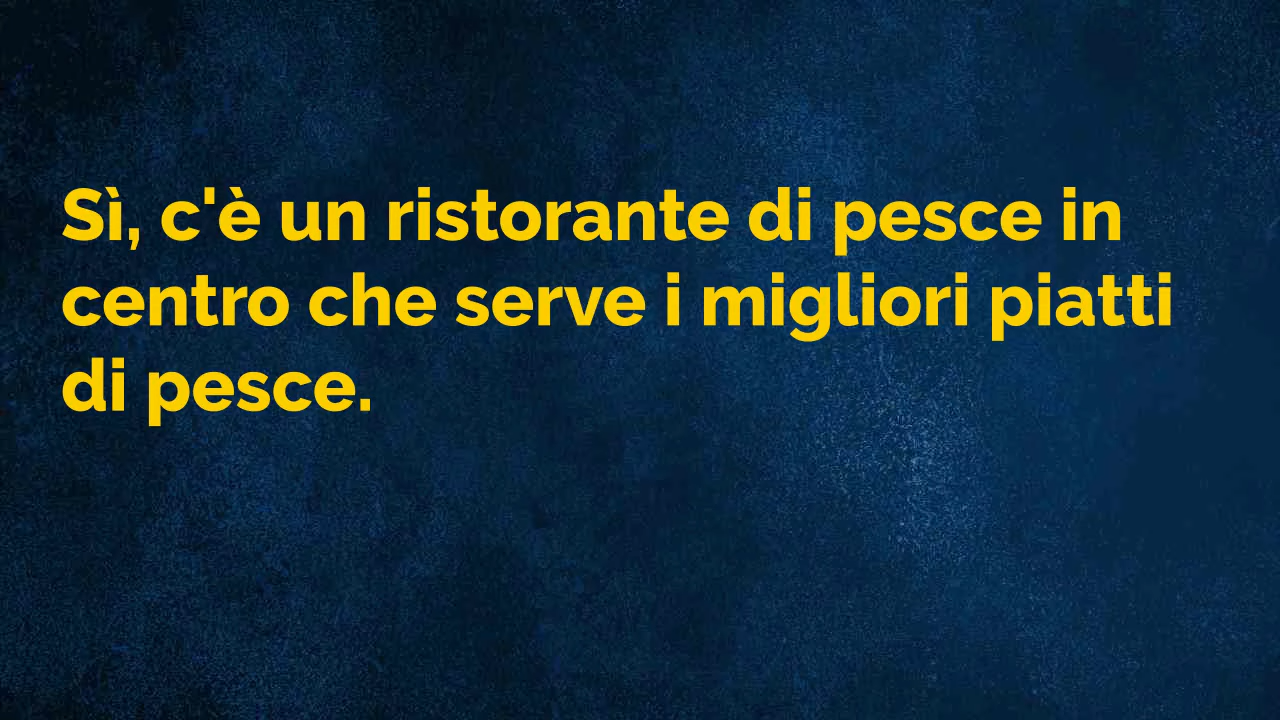 Sì, c'è un ristorante di pesce in
centro che serve i migliori piatti
di pesce.